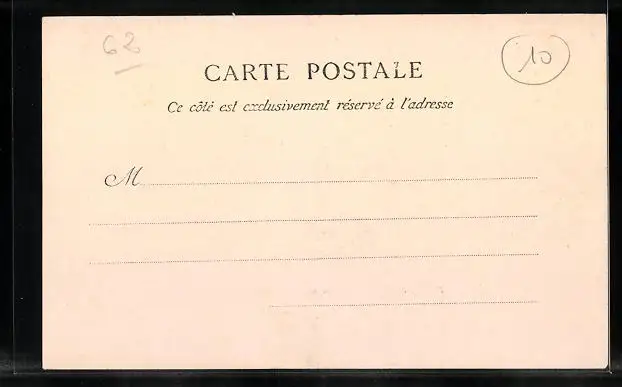 62
10
CARTE POSTALE
Ce côté est exclusivement réservé à l'adresse
M